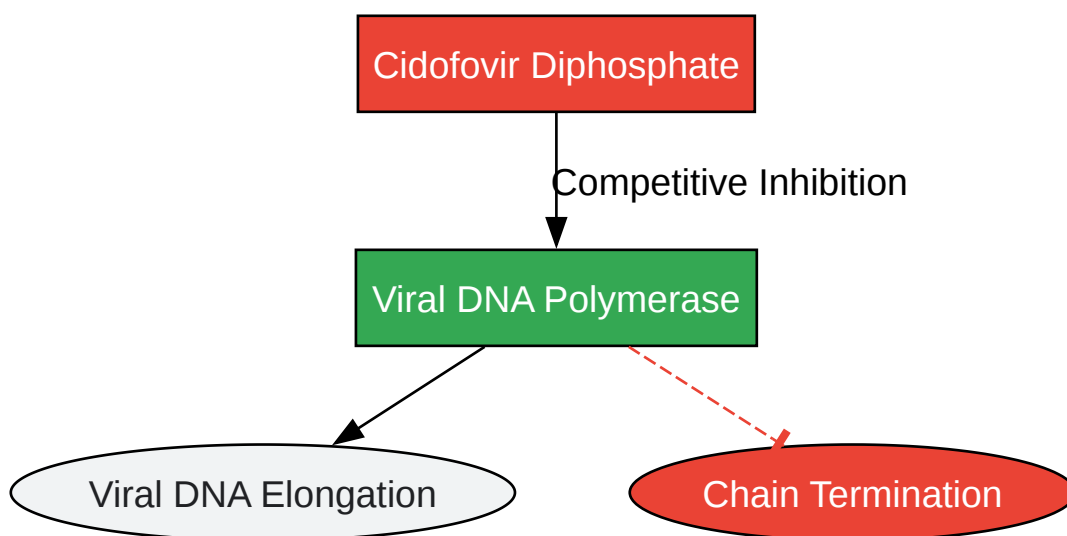 Cidofovir Diphosphate
Competitive Inhibition
Viral DNA Polymerase
Viral DNA Elongation
Chain Termination